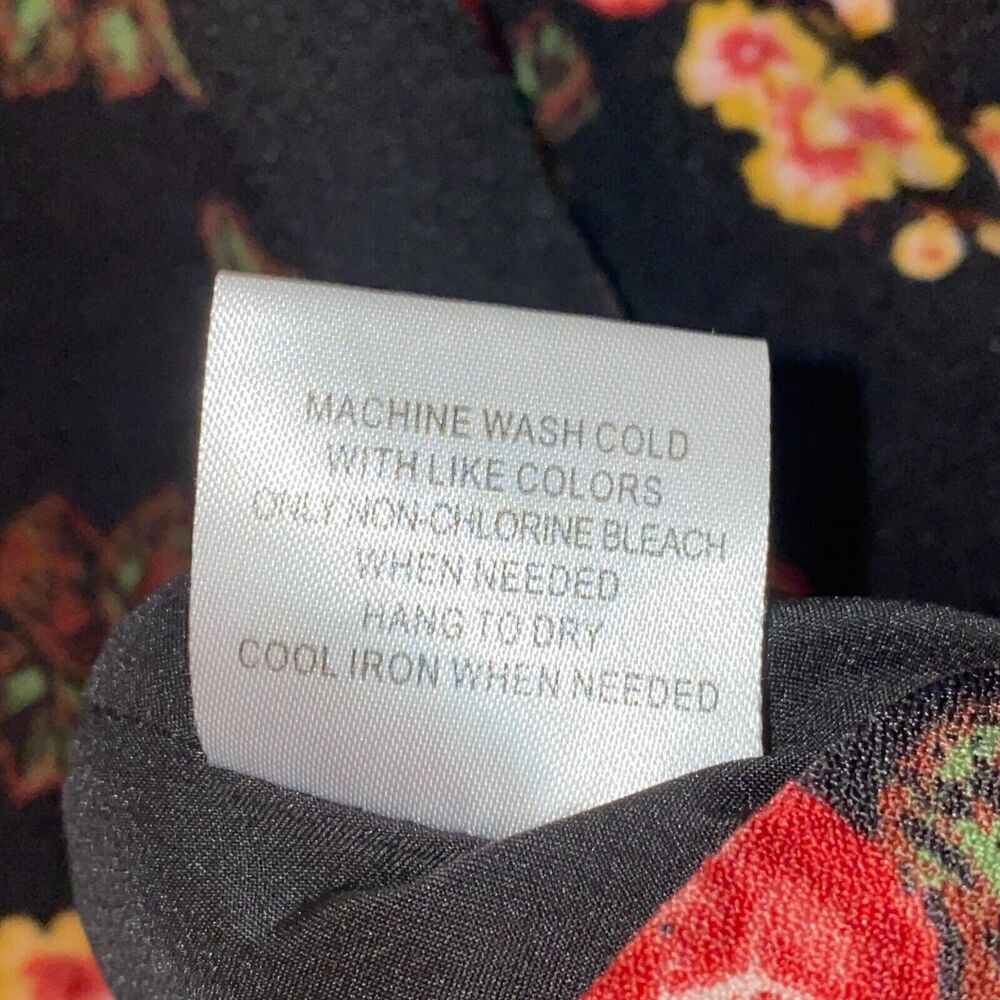 MACHINE WASH COLD
WITH LIKE COLORS
ONLY NON-CHLORINE BLEACH
WHEN NEEDED
HANG TO DRY
COOL IRON WHEN NEEDED